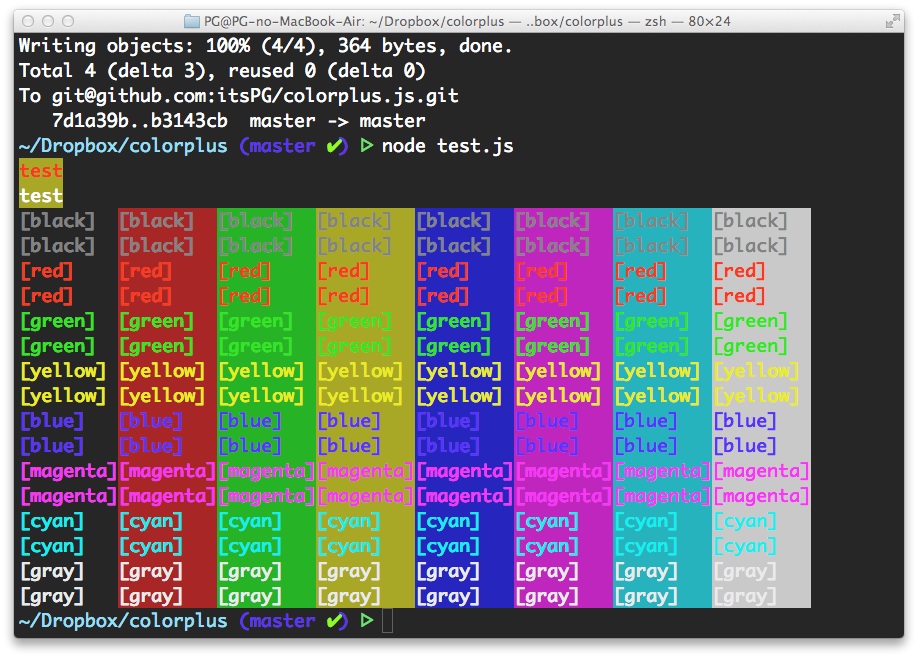 PG@PG-no-MacBook-Air: ~/Dropbox/colorplus — ..box/colorplus — zsh — 80×24
Writing objects: 100% (4/4), 364 bytes, done.
Total 4 (delta 3), reused 0 (delta 0)
To git@github.com:itsPG/colorplus.js.git
   7d1a39b..b3143cb  master -> master
~/Dropbox/colorplus (master ✔) ᐅ node test.js
test
test
[black] [black] [black] [black] [black] [black] [black] [black]
[black] [black] [black] [black] [black] [black] [black] [black]
[red] [red] [red] [red] [red] [red] [red] [red]
[red] [red] [red] [red] [red] [red] [red] [red]
[green] [green] [green] [green] [green] [green] [green] [green]
[green] [green] [green] [green] [green] [green] [green] [green]
[yellow] [yellow] [yellow] [yellow] [yellow] [yellow] [yellow] [yellow]
[yellow] [yellow] [yellow] [yellow] [yellow] [yellow] [yellow] [yellow]
[blue] [blue] [blue] [blue] [blue] [blue] [blue] [blue]
[blue] [blue] [blue] [blue] [blue] [blue] [blue] [blue]
[magenta][magenta][magenta][magenta][magenta][magenta][magenta][magenta]
[magenta][magenta][magenta][magenta][magenta][magenta][magenta][magenta]
[cyan] [cyan] [cyan] [cyan] [cyan] [cyan] [cyan] [cyan]
[cyan] [cyan] [cyan] [cyan] [cyan] [cyan] [cyan] [cyan]
[gray] [gray] [gray] [gray] [gray] [gray] [gray] [gray]
[gray] [gray] [gray] [gray] [gray] [gray] [gray] [gray]
~/Dropbox/colorplus (master ✔) ᐅ